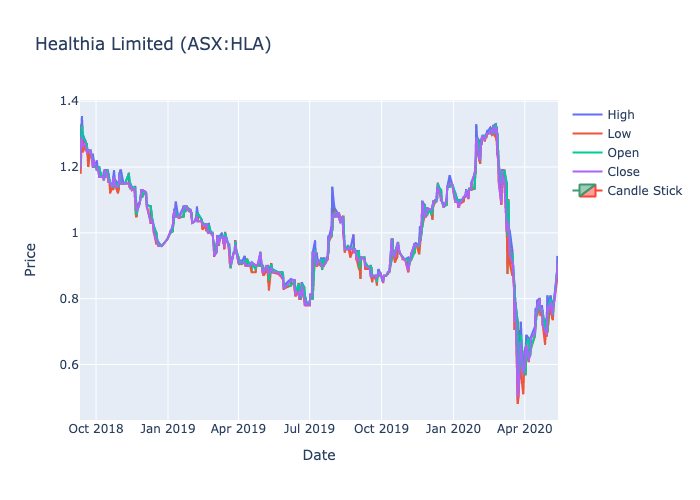 Healthia Limited (ASX:HLA)
1.4
1.2
1
0.8
0.6
Price
Oct 2018
Jan 2019
Apr 2019
Jul 2019
Oct 2019
Jan 2020
Apr 2020
Date
High
Low
Open
Close
Candle Stick